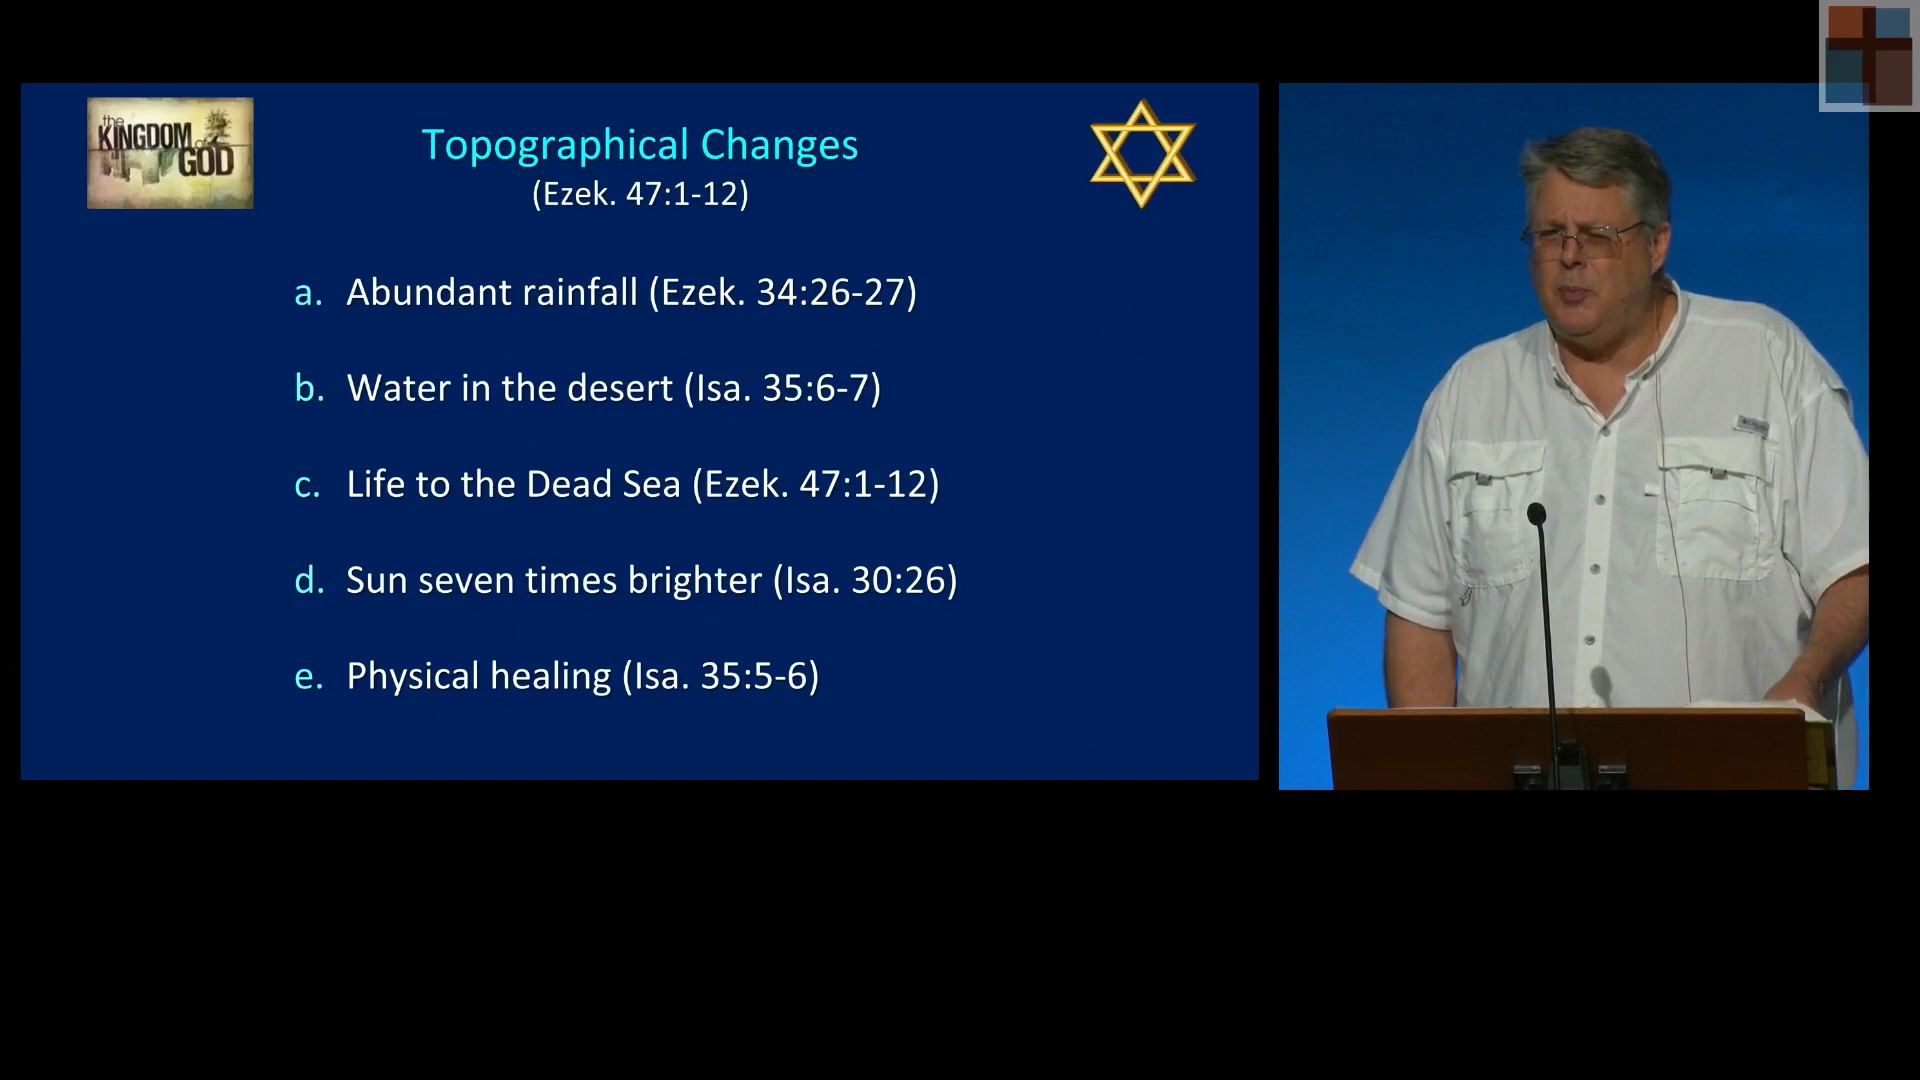 the
KINGDOM
of
GOD
Topographical Changes
(Ezek. 47:1-12)
a. Abundant rainfall (Ezek. 34:26-27)
b. Water in the desert (Isa. 35:6-7)
c. Life to the Dead Sea (Ezek. 47:1-12)
d. Sun seven times brighter (Isa. 30:26)
e. Physical healing (Isa. 35:5-6)